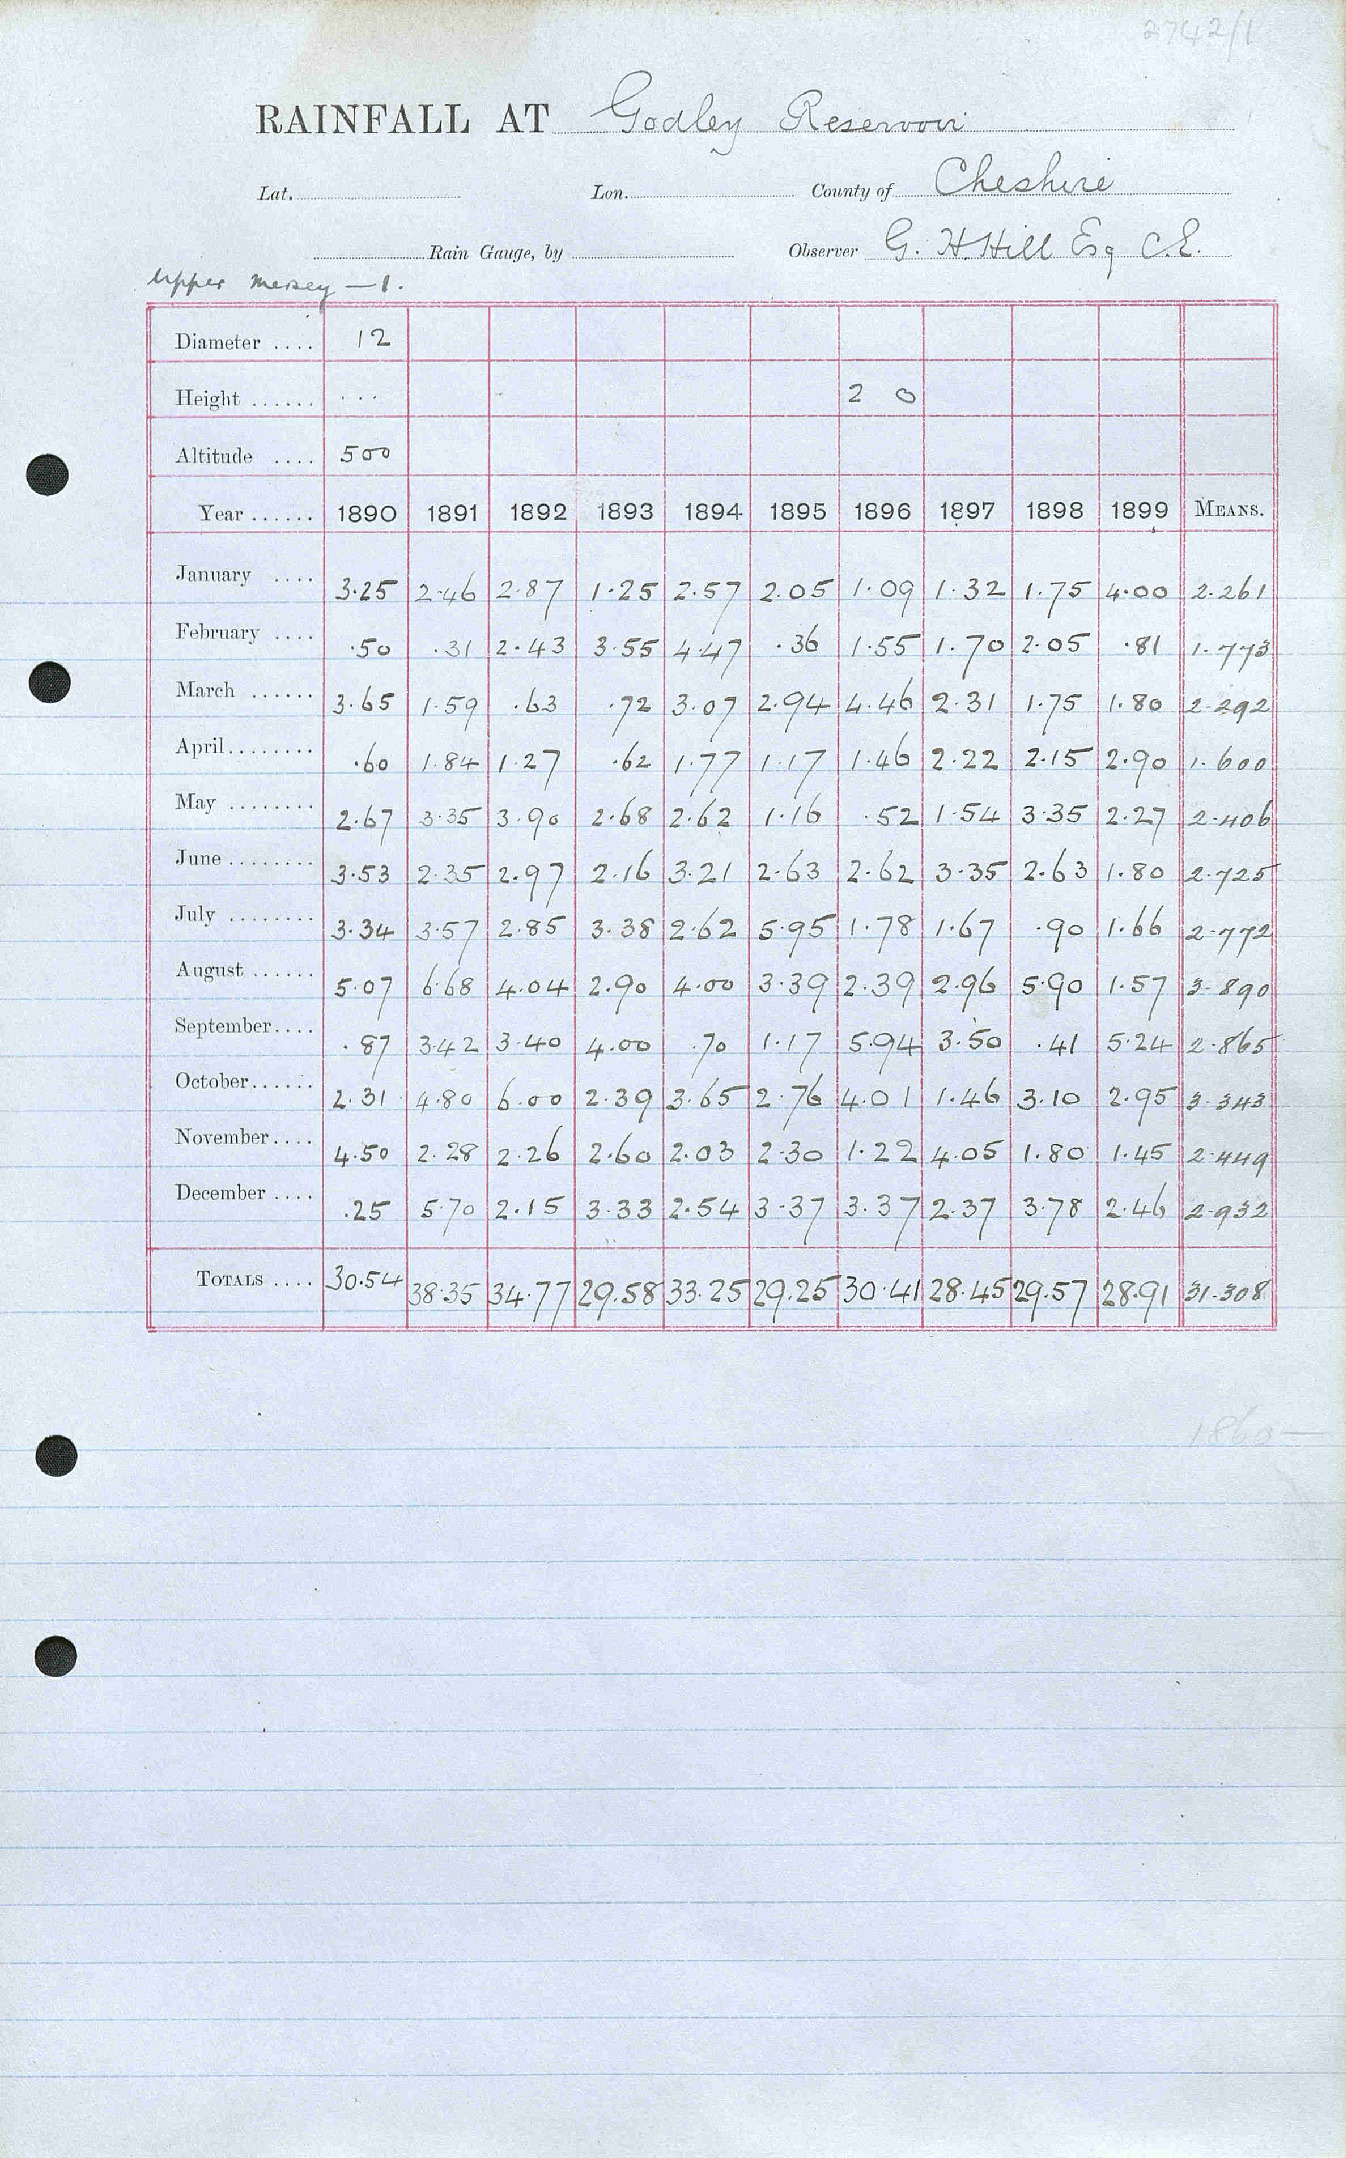 2742/1
RAINFALL AT Godley Reservoir
Lat. Lon. County of Cheshire
Rain Gauge, by Observer G. H. Hill Esq C.E.
Upper Mersey — 1.
Diameter .... 12
Height ...... ... 2 0
Altitude .... 500
Year ...... 1890 1891 1892 1893 1894 1895 1896 1897 1898 1899 MEANS.
January .... 3.25 2.46 2.87 1.25 2.57 2.05 1.09 1.32 1.75 4.00 2.261
February .... .50 .31 2.43 3.55 4.47 .36 1.55 1.70 2.05 .81 1.773
March ...... 3.65 1.59 .63 .72 3.07 2.94 4.46 2.31 1.75 1.80 2.292
April........ .60 1.84 1.27 .62 1.77 1.17 1.46 2.22 2.15 2.90 1.600
May ........ 2.67 3.35 3.90 2.68 2.62 1.16 .52 1.54 3.35 2.27 2.406
June ........ 3.53 2.35 2.97 2.16 3.21 2.63 2.62 3.35 2.63 1.80 2.725
July ........ 3.34 3.57 2.85 3.38 2.62 5.95 1.78 1.67 .90 1.66 2.772
August ...... 5.07 6.68 4.04 2.90 4.00 3.39 2.39 2.96 5.90 1.57 3.890
September.... .87 3.42 3.40 4.00 .70 1.17 5.94 3.50 .41 5.24 2.865
October...... 2.31 4.80 6.00 2.39 3.65 2.76 4.01 1.46 3.10 2.95 3.343
November.... 4.50 2.28 2.26 2.60 2.03 2.30 1.22 4.05 1.80 1.45 2.449
December .... .25 5.70 2.15 3.33 2.54 3.37 3.37 2.37 3.78 2.46 2.932
TOTALS .... 30.54 38.35 34.77 29.58 33.25 29.25 30.41 28.45 29.57 28.91 31.308
1860—